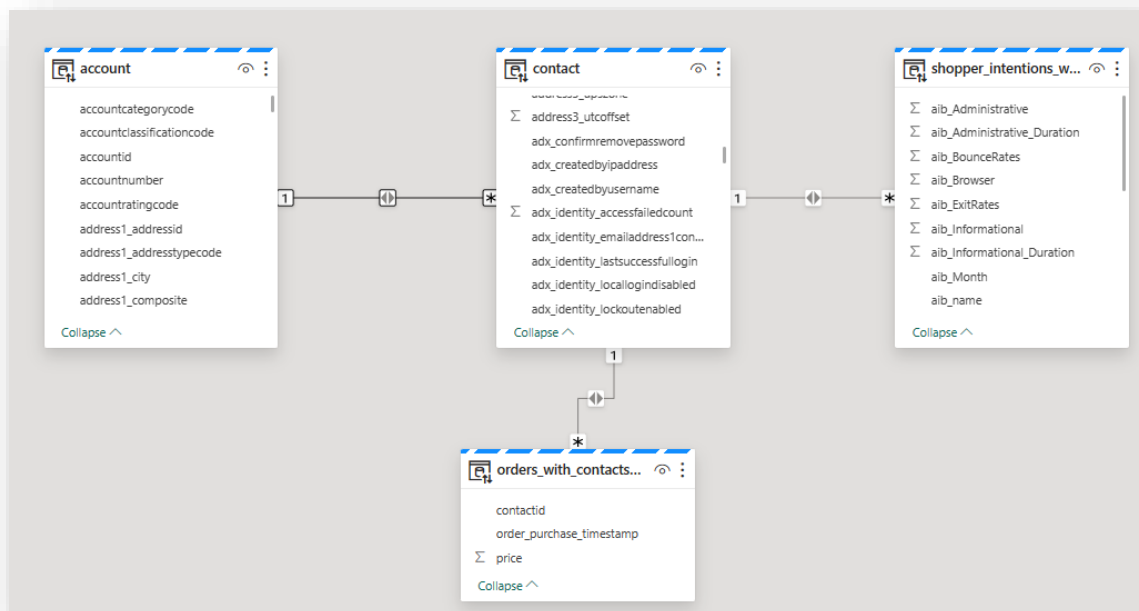 account
accountcategorycode
accountclassificationcode
accountid
accountnumber
accountratingcode
address1_addressid
address1_addresstypecode
address1_city
address1_composite
Collapse
1
*
contact
address3_utcoffset
adx_confirmremovepassword
adx_createdbyipaddress
adx_createdbyusername
Σ adx_identity_accessfailedcount
adx_identity_emailaddress1con...
adx_identity_lastsuccessfullogin
adx_identity_locallogindisabled
adx_identity_lockoutenabled
Collapse
1
*
shopper_intentions_w...
Σ aib_Administrative
Σ aib_Administrative_Duration
Σ aib_BounceRates
Σ aib_Browser
Σ aib_ExitRates
Σ aib_Informational
Σ aib_Informational_Duration
aib_Month
aib_name
Collapse
1
*
orders_with_contacts...
contactid
order_purchase_timestamp
Σ price
Collapse